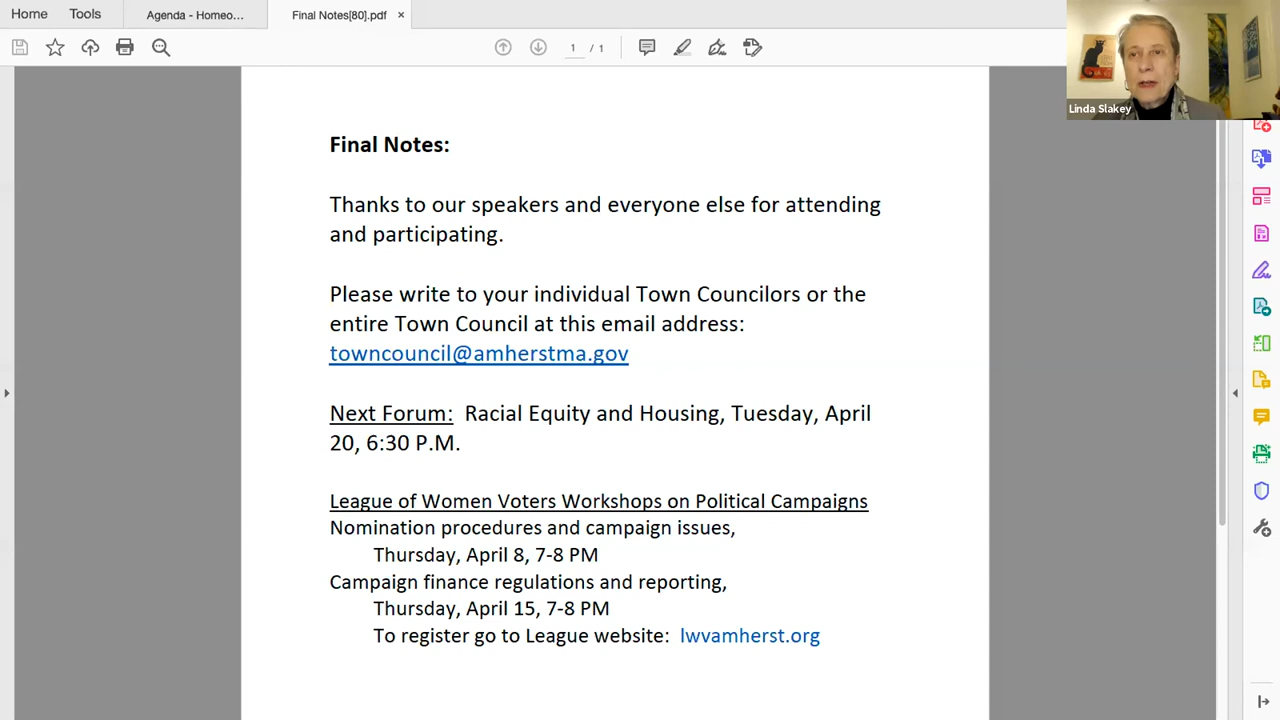 Home
Tools
Agenda - Homeo...
Final Notes[80].pdf
×
1 / 1
Linda Slakey
Final Notes:
Thanks to our speakers and everyone else for attending
and participating.
Please write to your individual Town Councilors or the
entire Town Council at this email address:
towncouncil@amherstma.gov
Next Forum: Racial Equity and Housing, Tuesday, April
20, 6:30 P.M.
League of Women Voters Workshops on Political Campaigns
Nomination procedures and campaign issues,
Thursday, April 8, 7-8 PM
Campaign finance regulations and reporting,
Thursday, April 15, 7-8 PM
To register go to League website: lwvamherst.org